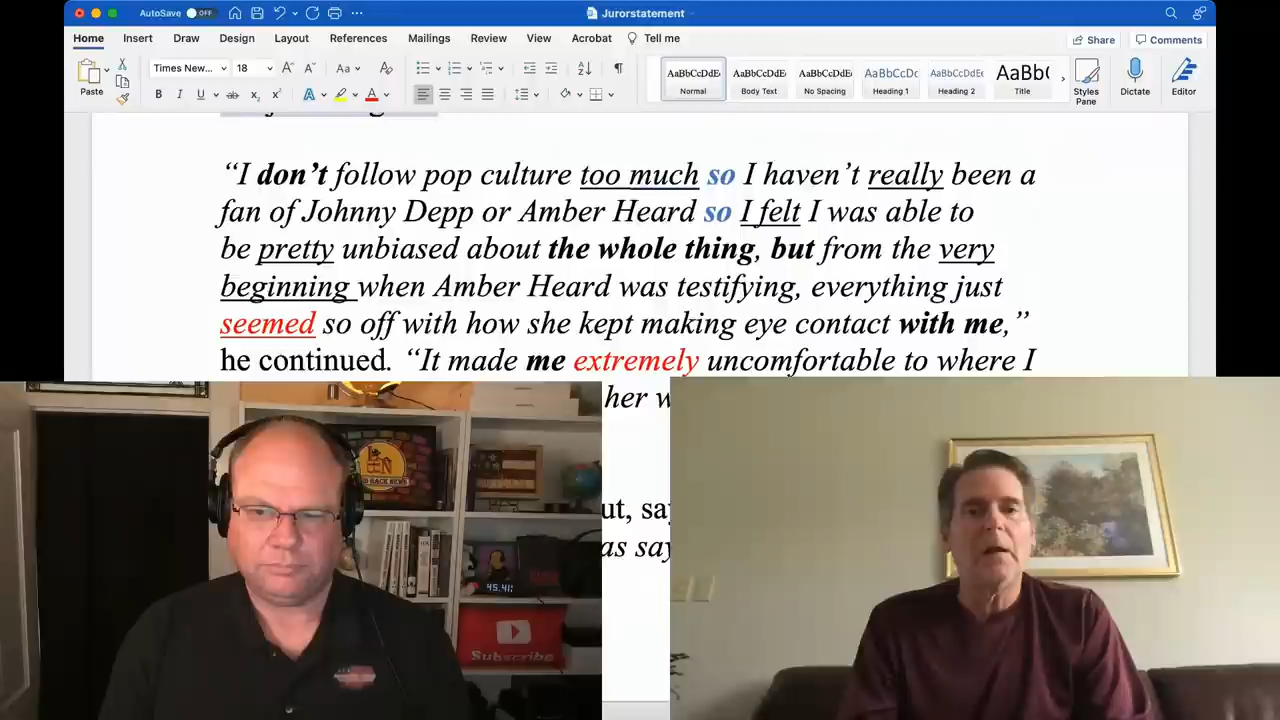 AutoSave OFF
Jurorstatement
Home Insert Draw Design Layout References Mailings Review View Acrobat Tell me
Share Comments
Paste
Times New... 18
AaBbCcDdEe AaBbCcDdEe AaBbCcDdEe AaBbCcDc AaBbCcDdEe AaBb(
Normal Body Text No Spacing Heading 1 Heading 2 Title
Styles Pane
Dictate
Editor
“I don’t follow pop culture too much so I haven’t really been a
fan of Johnny Depp or Amber Heard so I felt I was able to
be pretty unbiased about the whole thing, but from the very
beginning when Amber Heard was testifying, everything just
seemed so off with how she kept making eye contact with me,”
he continued. “It made me extremely uncomfortable to where I
her w
ut, say
as say
BACK NEWS
45.41
Subscribe